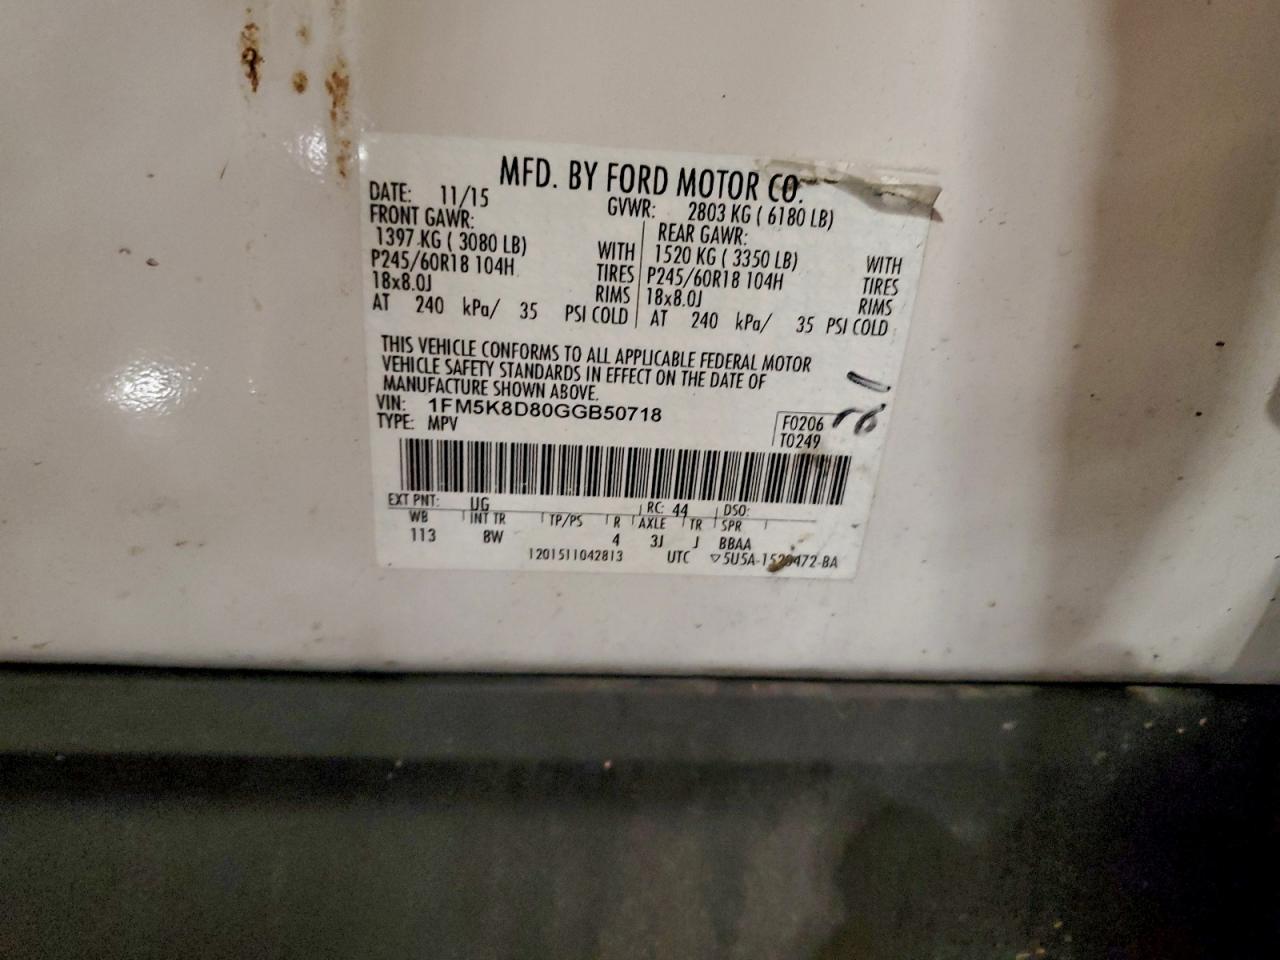 MFD. BY FORD MOTOR CO.
DATE: 11/15 GVWR: 2803 KG ( 6180 LB)
FRONT GAWR: REAR GAWR:
1397 KG ( 3080 LB) WITH 1520 KG ( 3350 LB) WITH
P245/60R18 104H TIRES P245/60R18 104H TIRES
18x8.0J RIMS 18x8.0J RIMS
AT 240 kPa/ 35 PSI COLD AT 240 kPa/ 35 PSI COLD
THIS VEHICLE CONFORMS TO ALL APPLICABLE FEDERAL MOTOR
VEHICLE SAFETY STANDARDS IN EFFECT ON THE DATE OF
MANUFACTURE SHOWN ABOVE.
VIN: 1FM5K8D80GGB50718
TYPE: MPV
F0206
T0249
EXT PNT: UG RC: 44 DSO:
WB INT TR TP/PS R AXLE TR SPR
113 8W 4 3J J BBAA
1201511042813 UTC ▽5U5A-1520472-BA